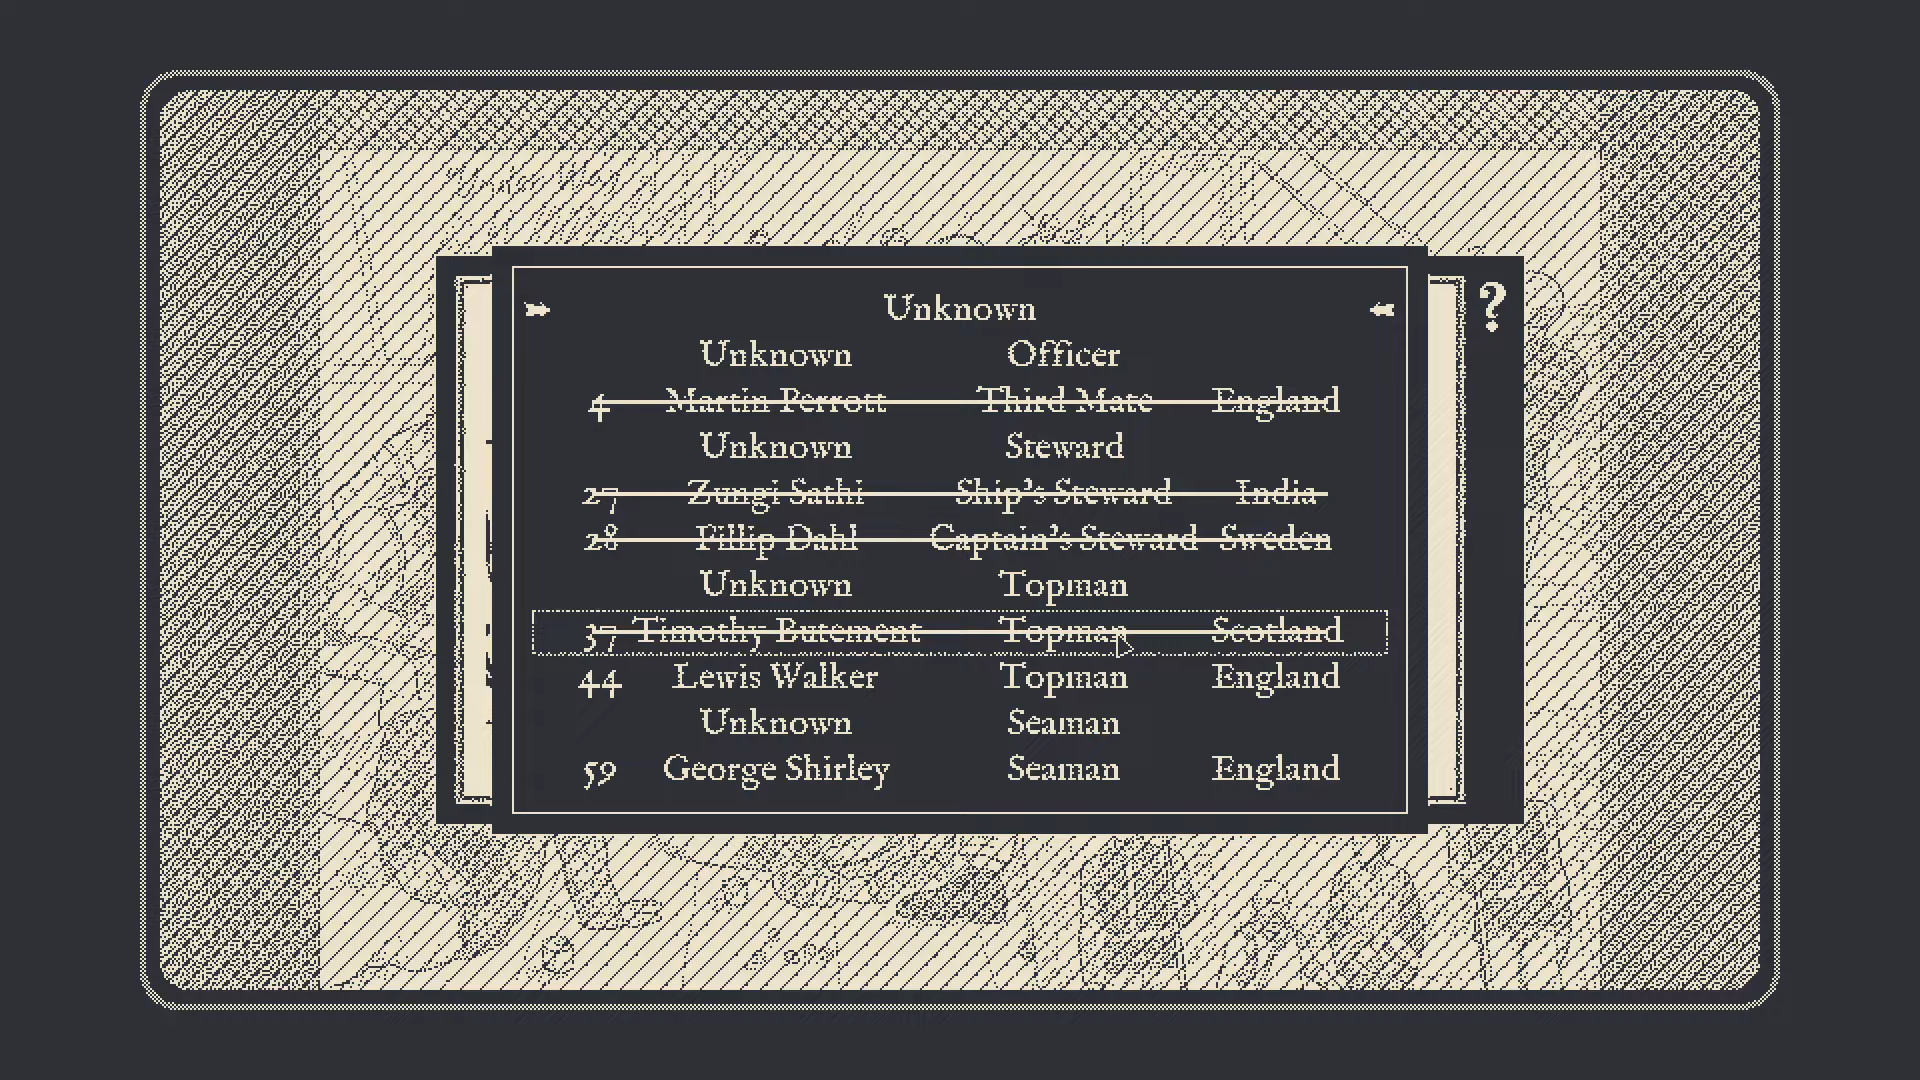 Unknown
?
Unknown Officer
4 Martin Perrott Third Mate England
Unknown Steward
27 Zungi Sathi Ship's Steward India
28 Fillip Dahl Captain's Steward Sweden
Unknown Topman
37 Timothy Butement Topman Scotland
44 Lewis Walker Topman England
Unknown Seaman
59 George Shirley Seaman England